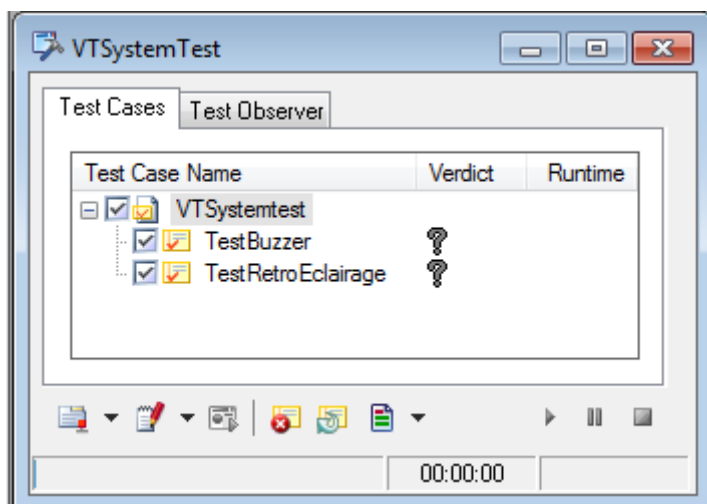 VTSystemTest
Test Cases Test Observer
Test Case Name Verdict Runtime
VTSystemtest
TestBuzzer
TestRetroEclairage
00:00:00